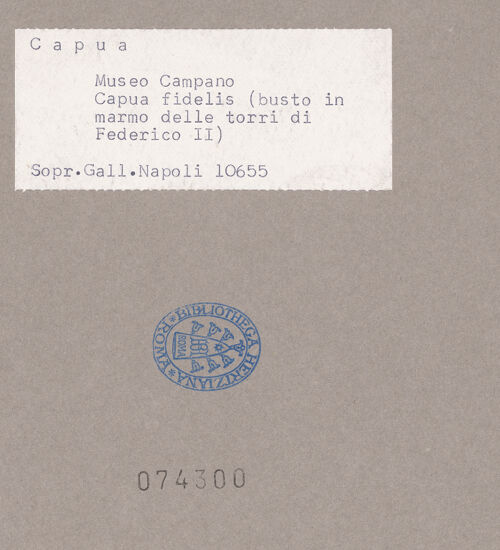 Capua
Museo Campano
Capua fidelis (busto in
marmo delle torri di
Federico II)
Sopr.Gall.Napoli 10655
BIBLIOTHECA HERTZIANA * ROMA *
ROMA
074300